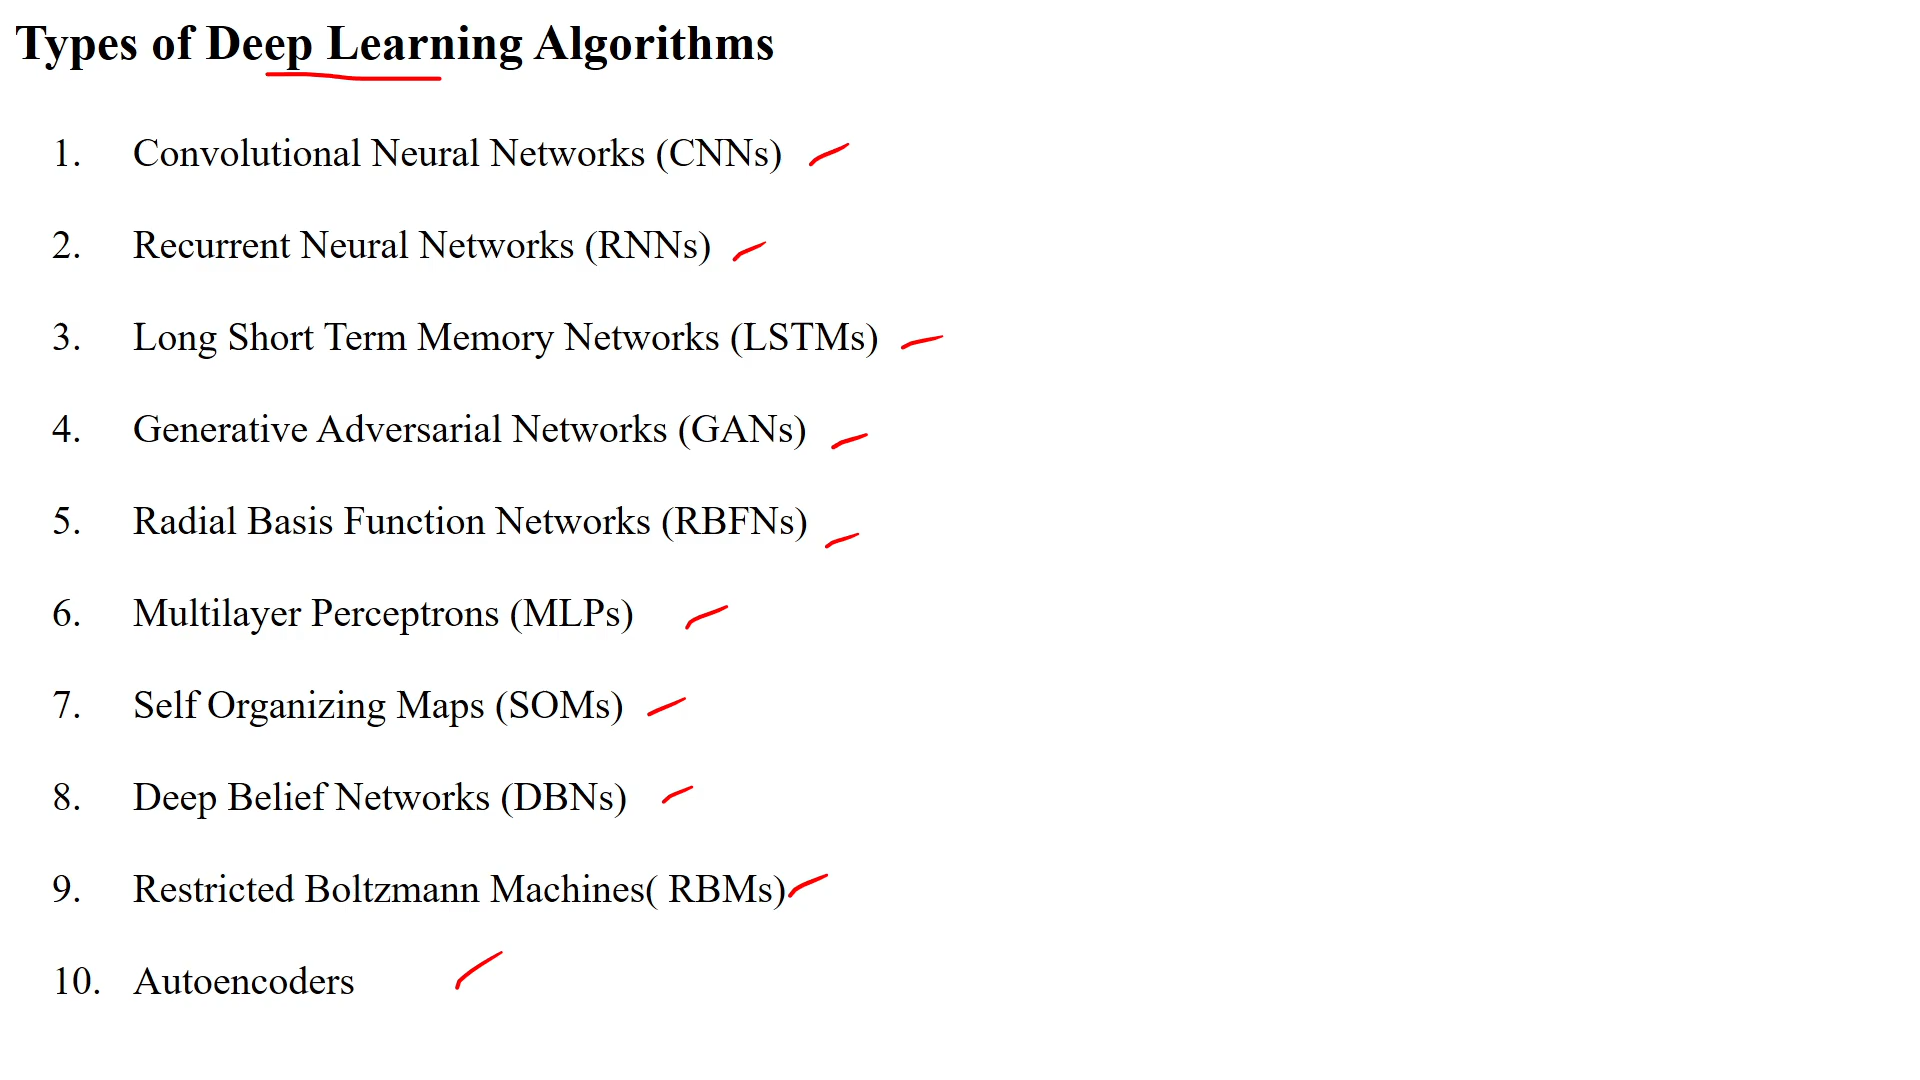 Types of Deep Learning Algorithms
1. Convolutional Neural Networks (CNNs)
2. Recurrent Neural Networks (RNNs)
3. Long Short Term Memory Networks (LSTMs)
4. Generative Adversarial Networks (GANs)
5. Radial Basis Function Networks (RBFNs)
6. Multilayer Perceptrons (MLPs)
7. Self Organizing Maps (SOMs)
8. Deep Belief Networks (DBNs)
9. Restricted Boltzmann Machines( RBMs)
10. Autoencoders